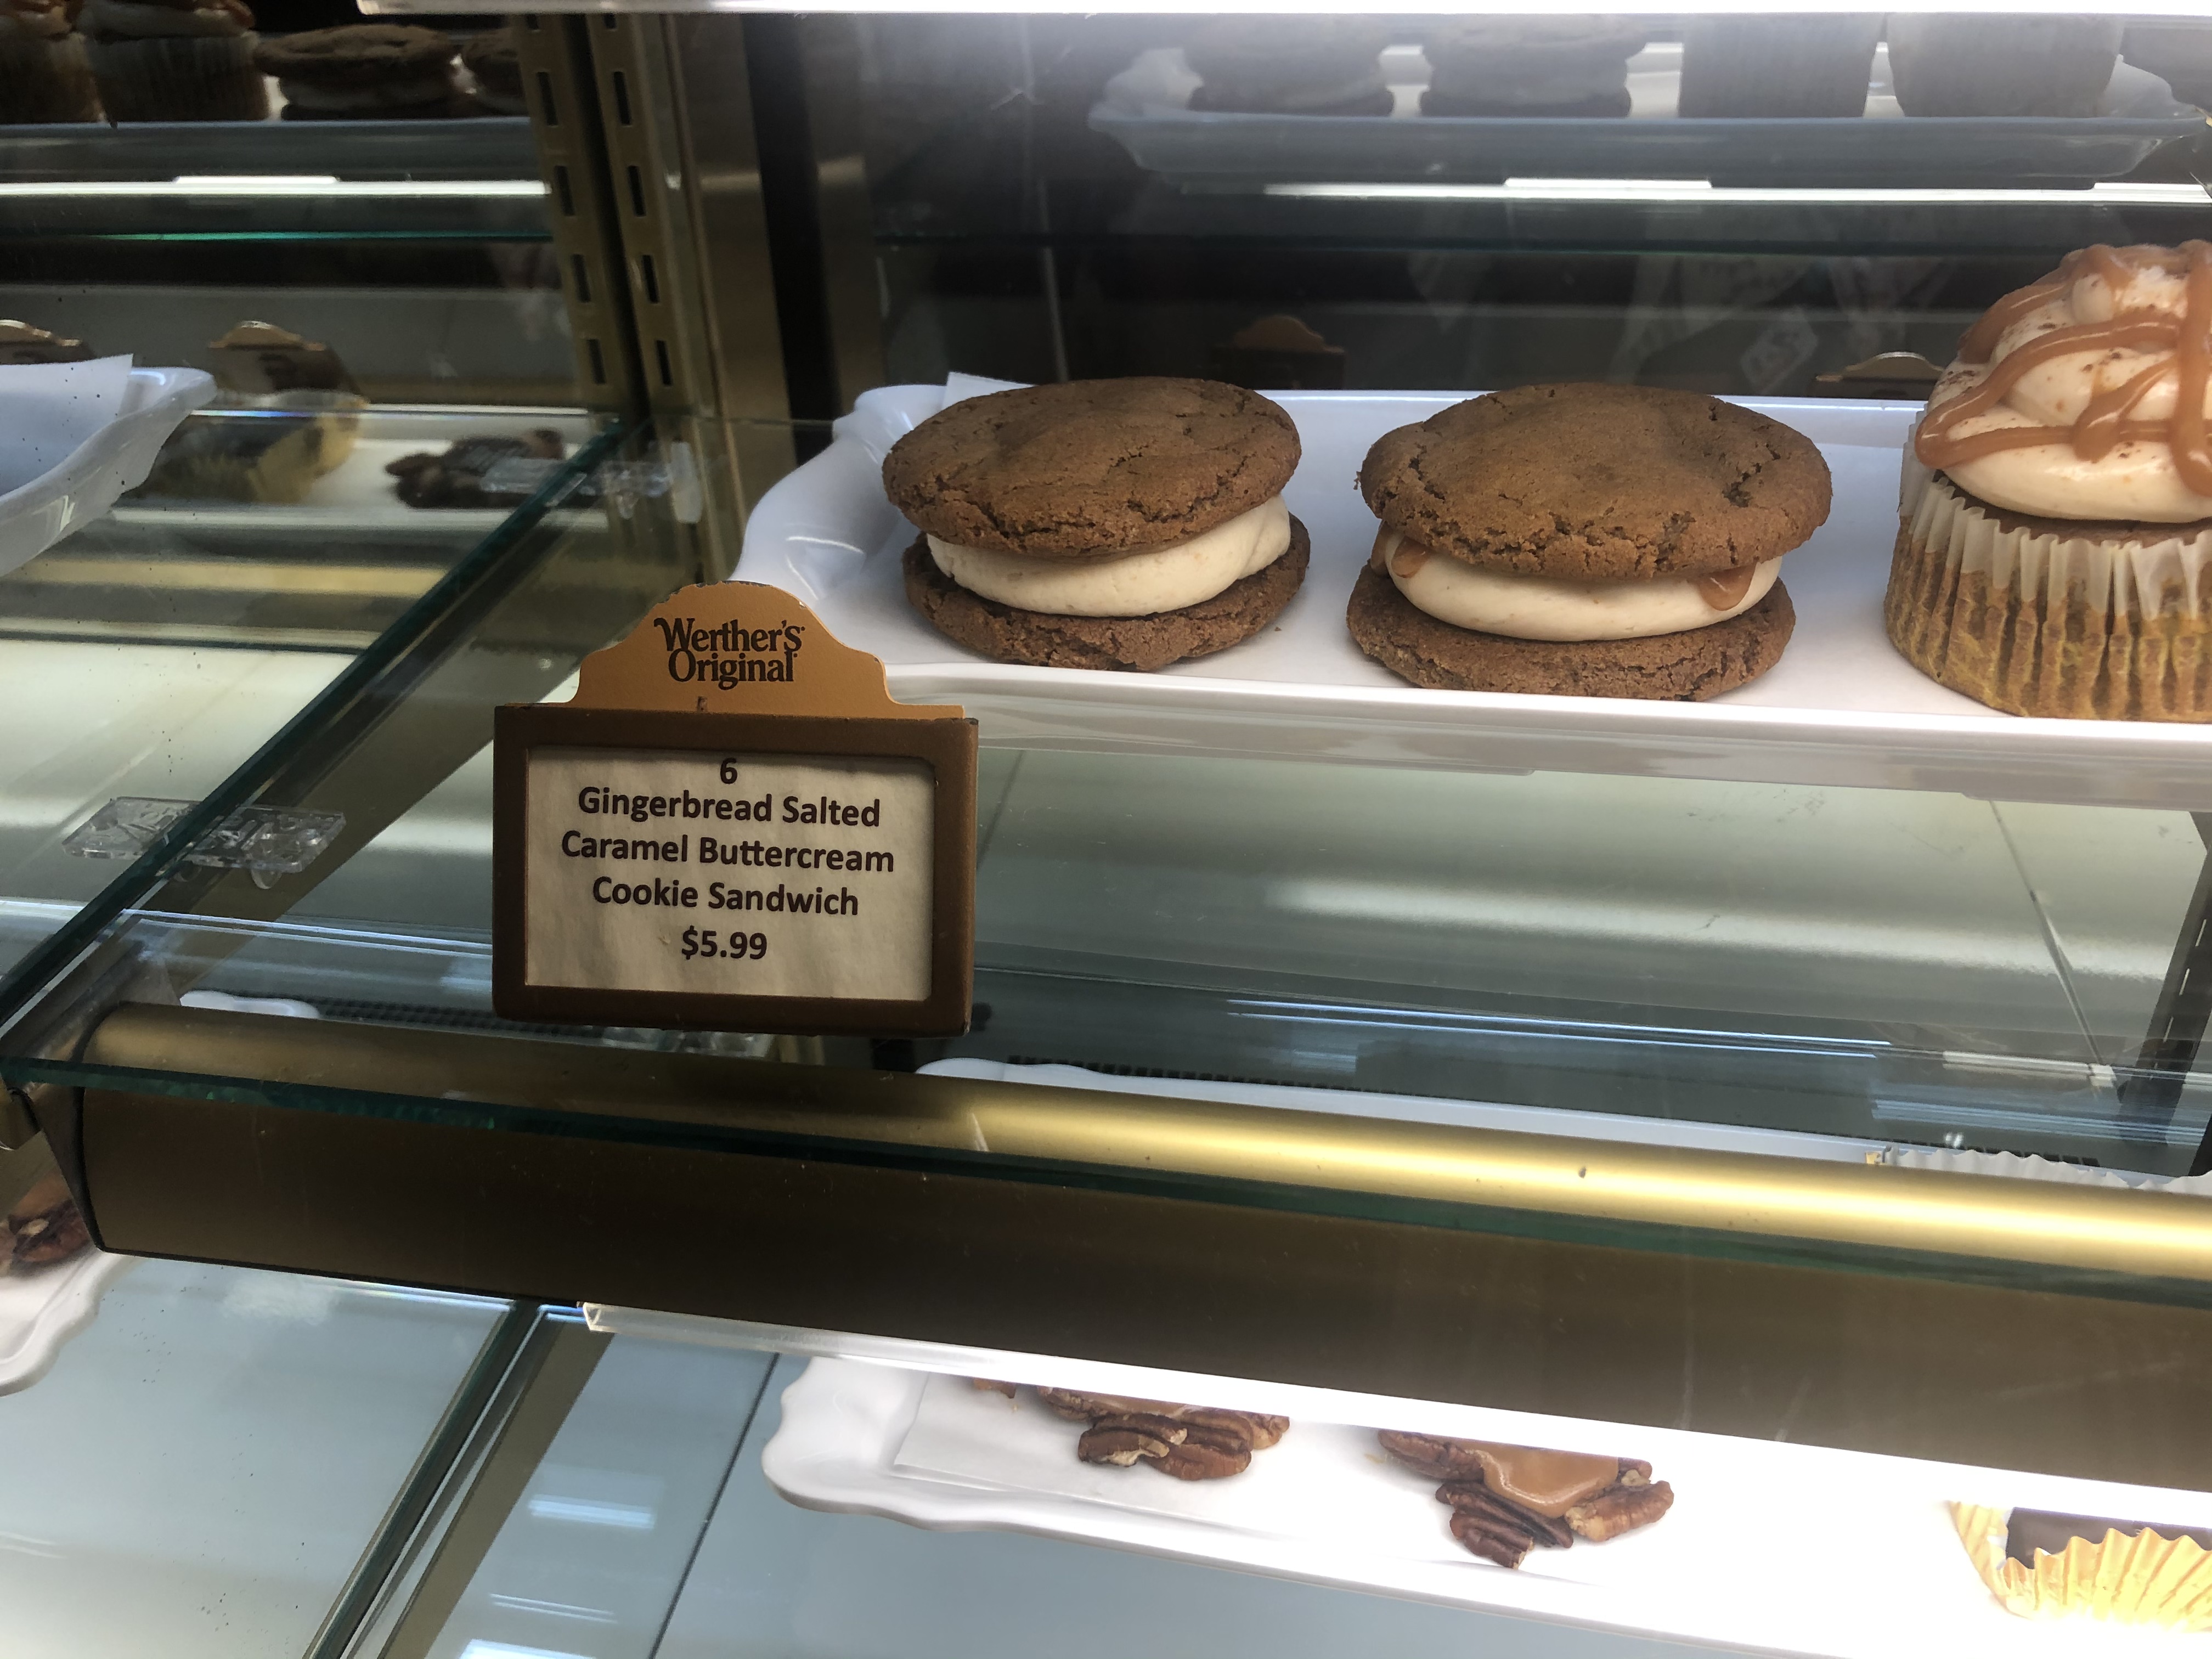 Werther's
Original
6
Gingerbread Salted
Caramel Buttercream
Cookie Sandwich
$5.99